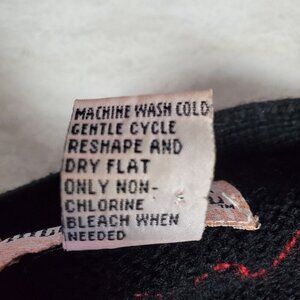 MACHINE WASH COLD
GENTLE CYCLE
RESHAPE AND
DRY FLAT
ONLY NON-
CHLORINE
BLEACH WHEN
NEEDED